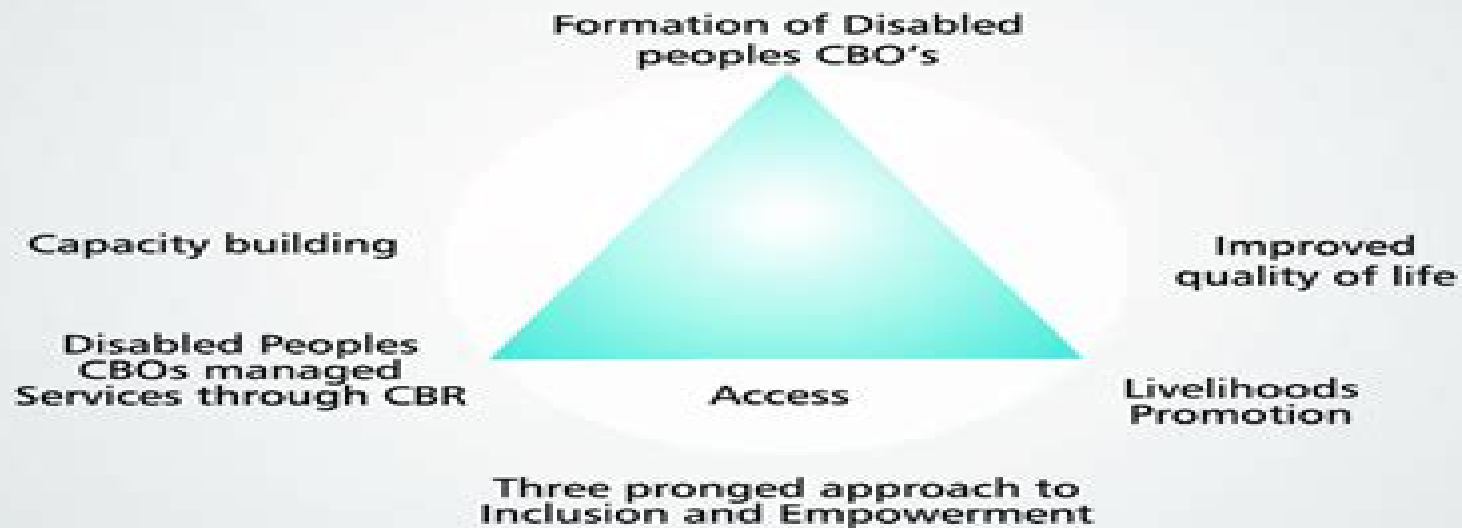 Formation of Disabled
peoples CBO's
Capacity building
Improved
quality of life
Disabled Peoples
CBOs managed
Services through CBR
Access
Livelihoods
Promotion
Three pronged approach to
Inclusion and Empowerment